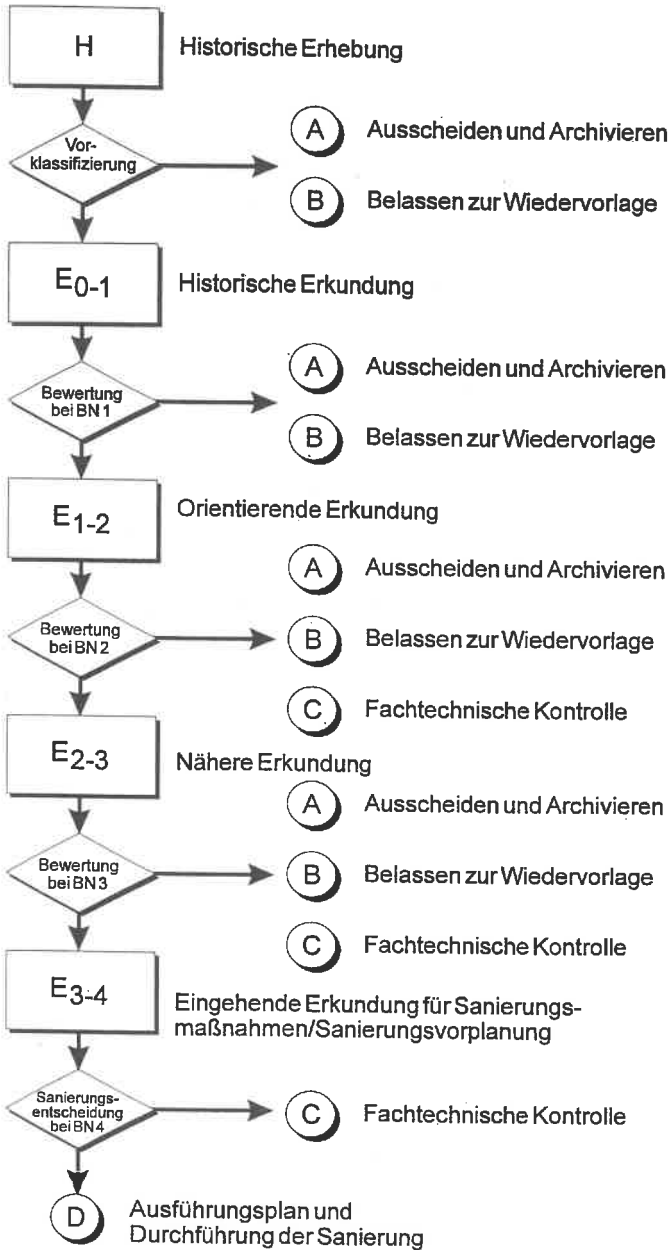 H
Historische Erhebung
Vor-
klassifizierung
A
Ausscheiden und Archivieren
B
Belassen zur Wiedervorlage
E0-1
Historische Erkundung
Bewertung
bei BN 1
A
Ausscheiden und Archivieren
B
Belassen zur Wiedervorlage
E1-2
Orientierende Erkundung
Bewertung
bei BN 2
A
Ausscheiden und Archivieren
B
Belassen zur Wiedervorlage
C
Fachtechnische Kontrolle
E2-3
Nähere Erkundung
Bewertung
bei BN 3
A
Ausscheiden und Archivieren
B
Belassen zur Wiedervorlage
C
Fachtechnische Kontrolle
E3-4
Eingehende Erkundung für Sanierungs-
maßnahmen/Sanierungsvorplanung
Sanierungs-
entscheidung
bei BN 4
C
Fachtechnische Kontrolle
D
Ausführungsplan und
Durchführung der Sanierung